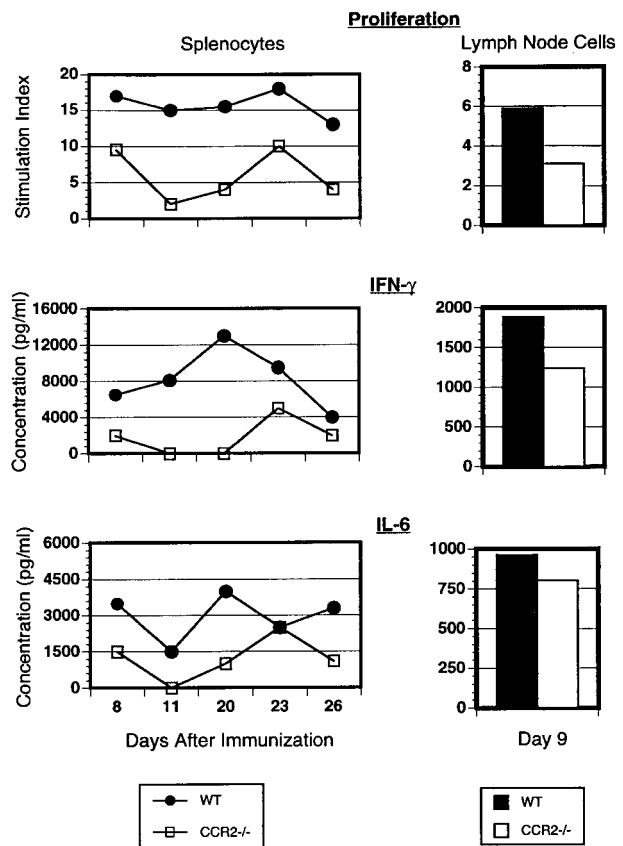 Proliferation
Splenocytes
Lymph Node Cells
Stimulation Index
20
15
10
5
0
8
6
4
2
0
IFN-γ
Concentration (pg/ml)
16000
12000
8000
4000
0
2000
1500
1000
500
0
IL-6
Concentration (pg/ml)
6000
4500
3000
1500
0
8 11 20 23 26
Days After Immunization
1000
750
500
250
0
Day 9
WT
CCR2-/-
WT
CCR2-/-